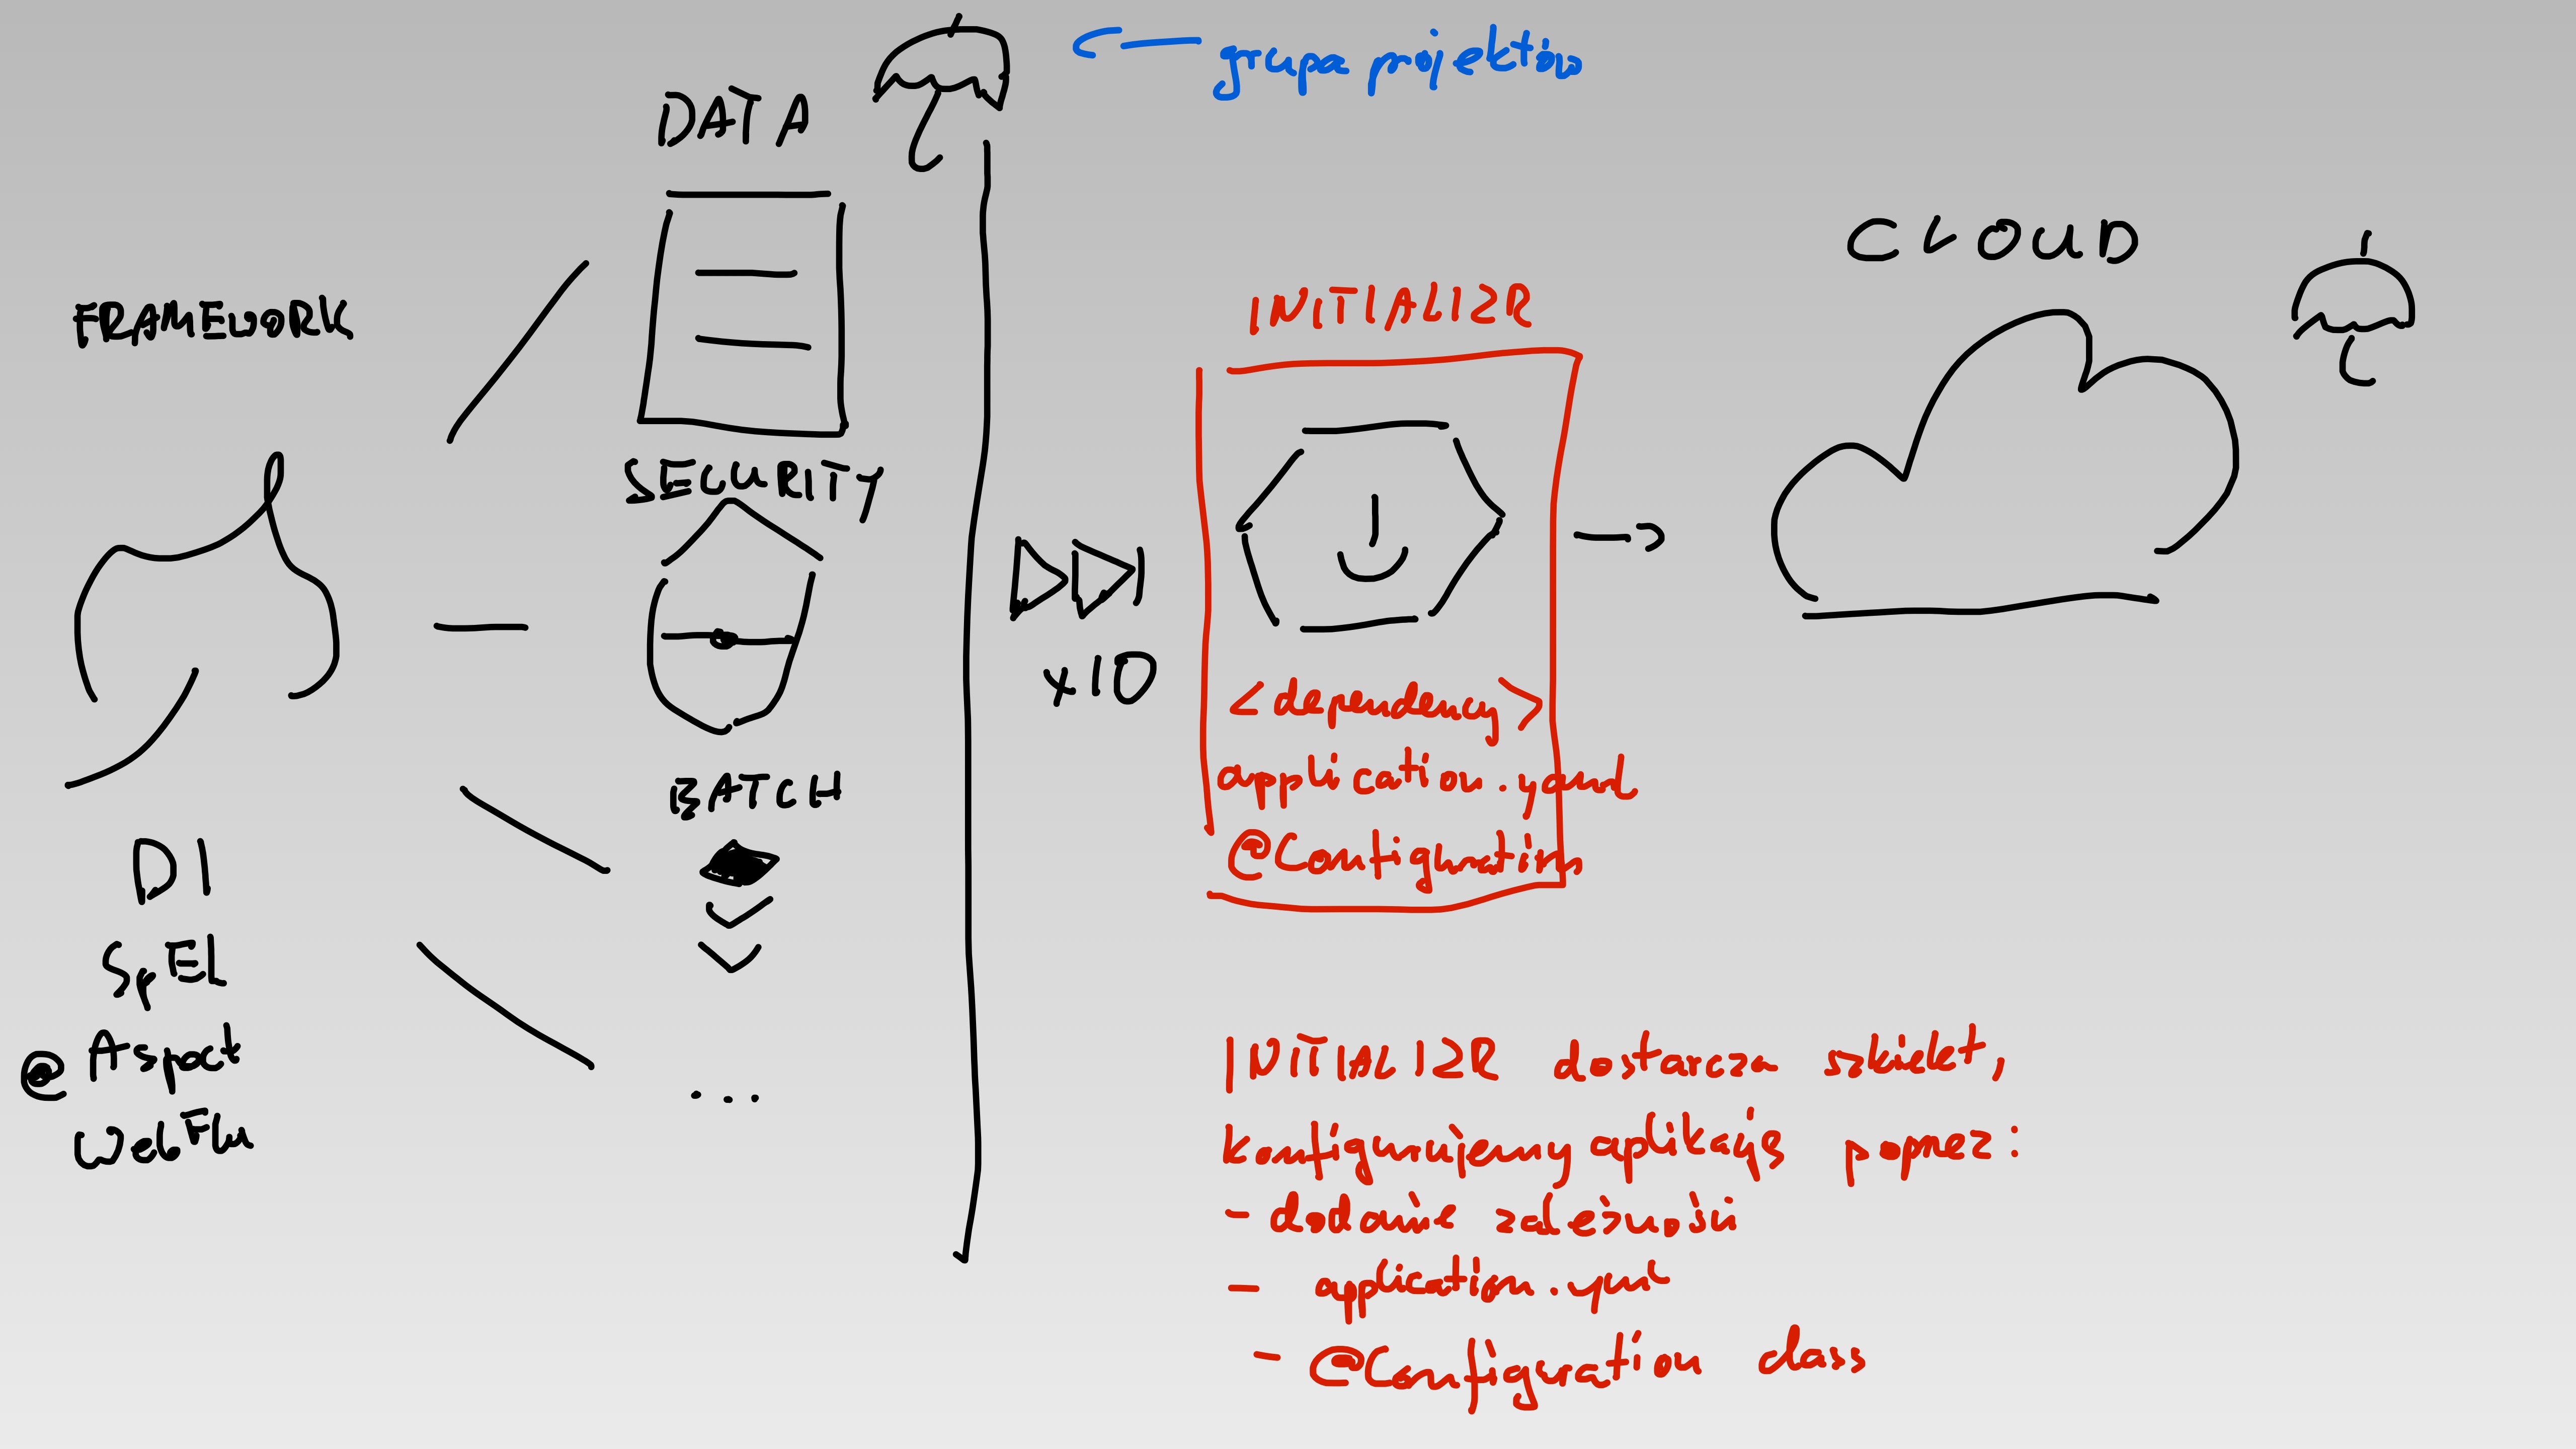 grupa projektów
DATA
FRAMEWORK
SECURITY
BATCH
...
DI
SpEL
@Aspect
WebFlu
x10
INITIALIZR
<dependency>
application.yaml
@Configuration
CLOUD
INITIALIZR dostarcza szkielet,
konfigurujemy aplikację poprzez:
- dodanie zależności
- application.yml
- @Configuration class